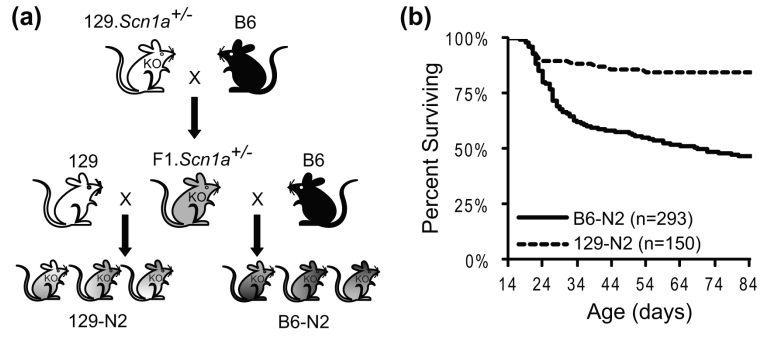 (a)
129.Scn1a+/-
B6
KO
X
129
F1.Scn1a+/-
B6
X
KO
X
KO KO KO
KO KO KO
129-N2
B6-N2
(b)
Percent Surviving
100%
75%
50%
25%
0%
B6-N2 (n=293)
129-N2 (n=150)
14 24 34 44 54 64 74 84
Age (days)